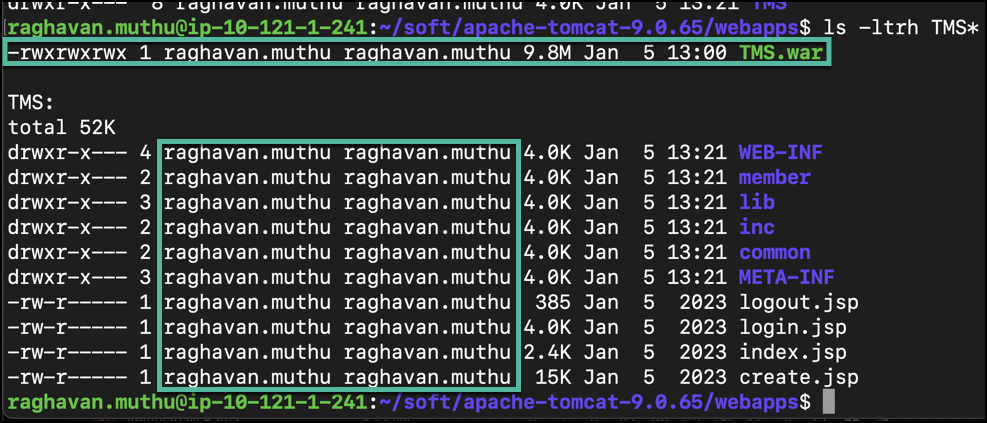 drwxr-x--- 6 raghavan.muthu raghavan.muthu 4.0K Jan  5 13:21 TMS
raghavan.muthu@ip-10-121-1-241:~/soft/apache-tomcat-9.0.65/webapps$ ls -ltrh TMS*
-rwxrwxrwx 1 raghavan.muthu raghavan.muthu 9.8M Jan  5 13:00 TMS.war
TMS:
total 52K
drwxr-x--- 4 raghavan.muthu raghavan.muthu 4.0K Jan  5 13:21 WEB-INF
drwxr-x--- 2 raghavan.muthu raghavan.muthu 4.0K Jan  5 13:21 member
drwxr-x--- 3 raghavan.muthu raghavan.muthu 4.0K Jan  5 13:21 lib
drwxr-x--- 2 raghavan.muthu raghavan.muthu 4.0K Jan  5 13:21 inc
drwxr-x--- 2 raghavan.muthu raghavan.muthu 4.0K Jan  5 13:21 common
drwxr-x--- 3 raghavan.muthu raghavan.muthu 4.0K Jan  5 13:21 META-INF
-rw-r----- 1 raghavan.muthu raghavan.muthu  385 Jan  5  2023 logout.jsp
-rw-r----- 1 raghavan.muthu raghavan.muthu 4.0K Jan  5  2023 login.jsp
-rw-r----- 1 raghavan.muthu raghavan.muthu 2.4K Jan  5  2023 index.jsp
-rw-r----- 1 raghavan.muthu raghavan.muthu  15K Jan  5  2023 create.jsp
raghavan.muthu@ip-10-121-1-241:~/soft/apache-tomcat-9.0.65/webapps$